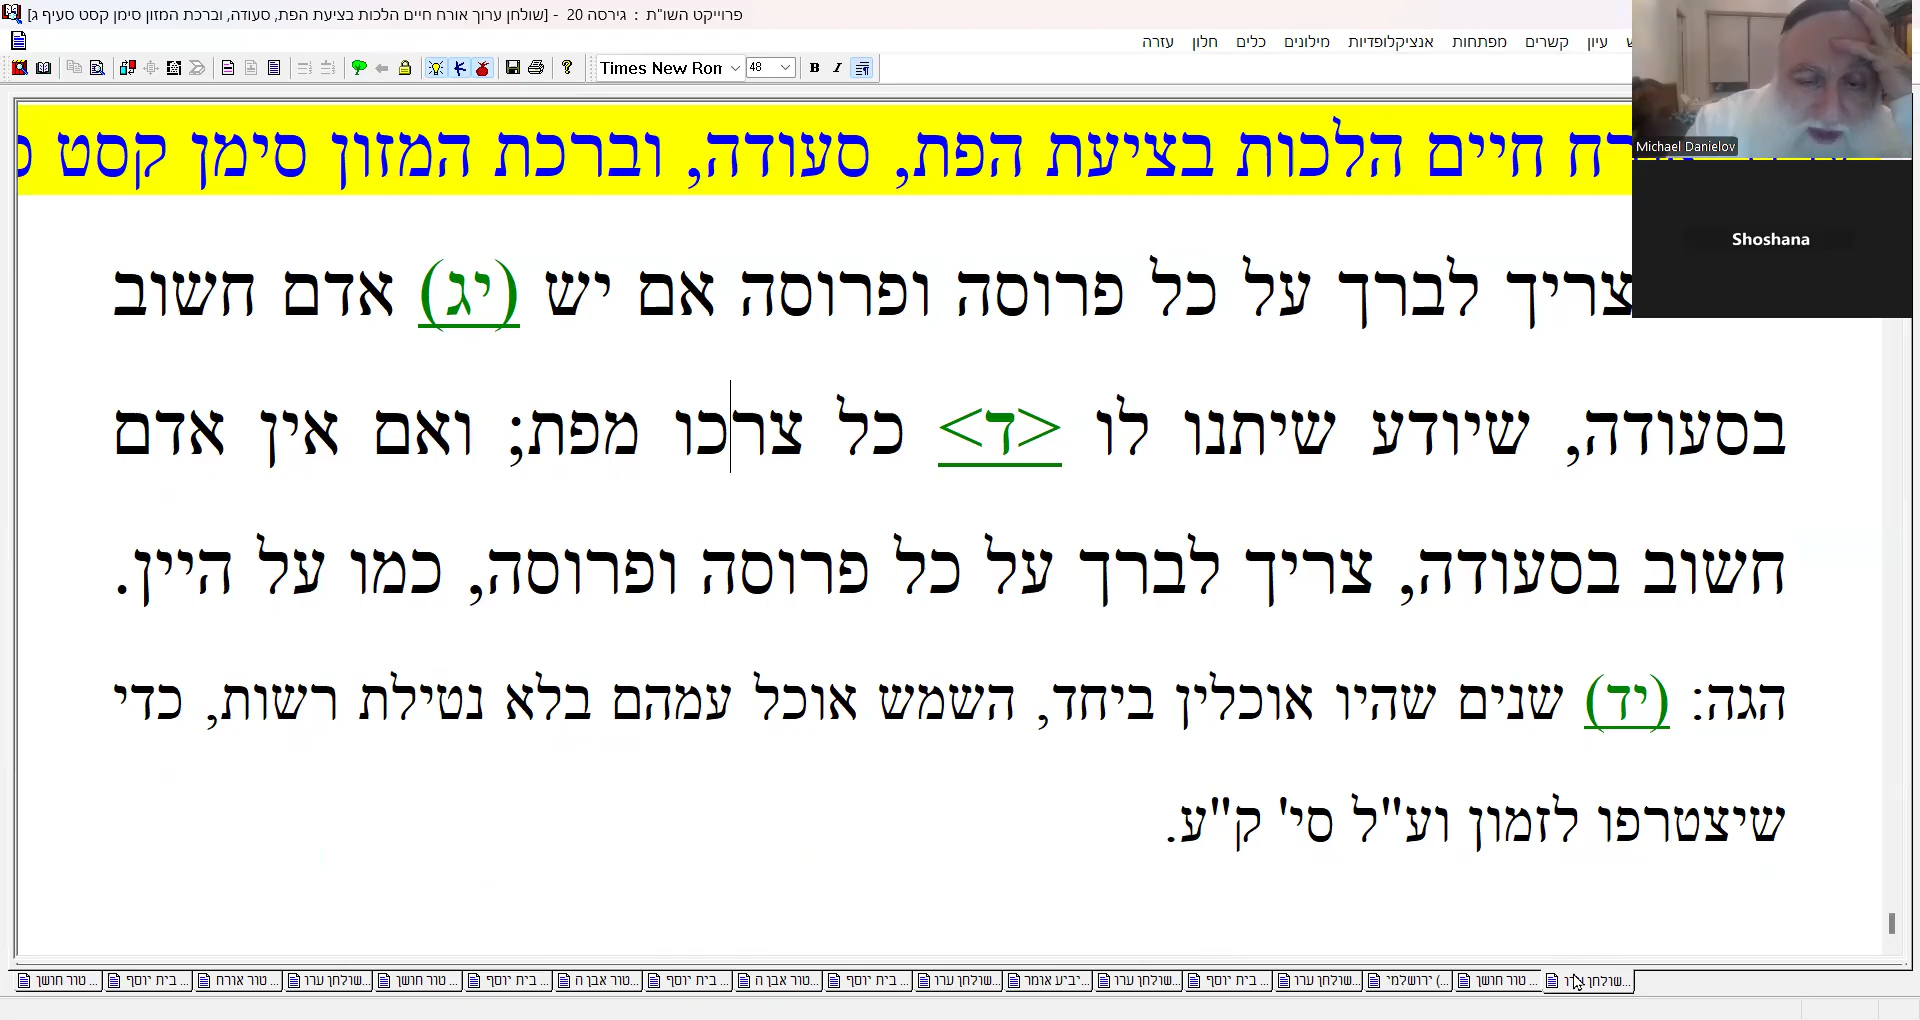 פרוייקט השו"ת : גירסה 20 - [שולחן ערוך אורח חיים הלכות בציעת הפת, סעודה, וברכת המזון סימן קסט סעיף ג]
עיון קשרים מפתחות אנציקלופדיות מילונים כלים חלון עזרה
Times New Ron 48 B I
חיים הלכות בציעת הפת, סעודה, וברכת המזון סימן קסט
Michael Danielov
Shoshana
צריך לברך על כל פרוסה ופרוסה אם יש (יג) אדם חשוב
בסעודה, שיודע שיתנו לו <ד> כל צרכו מפת; ואם אין אדם
חשוב בסעודה, צריך לברך על כל פרוסה ופרוסה, כמו על היין.
הגה: (יד) שנים שהיו אוכלין ביחד, השמש אוכל עמהם בלא נטילת רשות, כדי
שיצטרפו לזמון וע"ל סי' ק"ע.
טור חושן ... בית יוסף ... טור אורח ... שולחן ערו... טור חושן ... בית יוסף ... טור אבן ה... בית יוסף ... טור אבן ה... בית יוסף ... שולחן ערו... יביע אומר... שולחן ערו... בית יוסף ... שולחן ערו... ירושלמי (... טור חושן ... שולחן ...